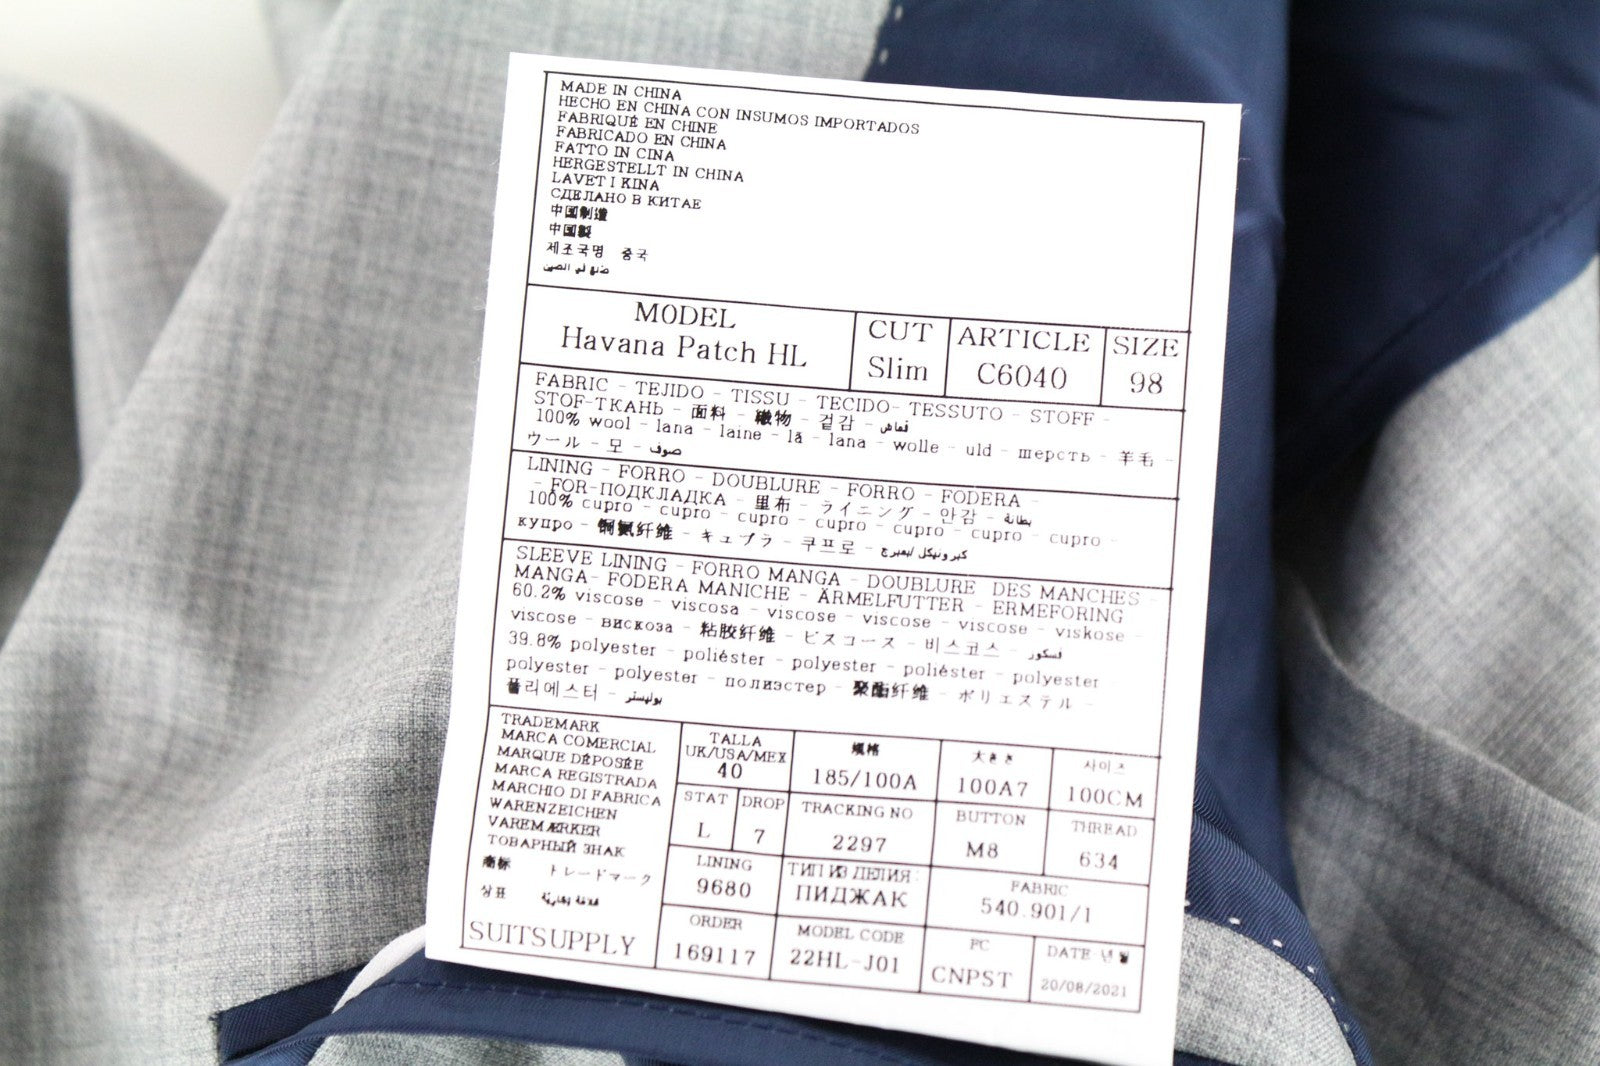 MADE IN CHINA
HECHO EN CHINA CON INSUMOS IMPORTADOS
FABRIQUÉ EN CHINE
FABRICADO EN CHINA
FATTO IN CINA
HERGESTELLT IN CHINA
LAVET I KINA
СДЕЛАНО В КИТАЕ
中国制造
中国製
제조국명 중국
صنع في الصين
MODEL
Havana Patch HL
CUT
Slim
ARTICLE
C6040
SIZE
98
FABRIC - TEJIDO - TISSU - TECIDO- TESSUTO - STOFF -
STOF-ТКАНЬ - 面料 - 織物 - 겉감 - قماش
100% wool - lana - laine - lã - lana - wolle - uld - шерсть - 羊毛 -
ウール - 모 - صوف
LINING - FORRO - DOUBLURE - FORRO - FODERA -
- FOR-ПОДКЛАДКА - 里布 - ライニング - 안감 - بطانة
100% cupro - cupro - cupro - cupro - cupro - cupro - cupro -
купро - 铜氨纤维 - キュプラ - 쿠프로 -
SLEEVE LINING - FORRO MANGA - DOUBLURE DES MANCHES -
MANGA- FODERA MANICHE - ÄRMELFUTTER - ERMEFORING
60.2% viscose - viscosa - viscose - viscose - viscose - viskose -
viscose - вискоза - 粘胶纤维 - ビスコース - 비스코스 - فسكور
39.8% polyester - poliéster - polyester - poliéster - polyester
polyester - polyester - полиэстер - 聚酯纤维 - ポリエステル -
폴리에스터 - بوليستر
TRADEMARK
MARCA COMERCIAL
MARQUE DÉPOSÉE
MARCA REGISTRADA
MARCHIO DI FABRICA
WARENZEICHEN
VAREMÆRKER
ТОВАРНЫЙ ЗНАК
商标 トレードマーク
상표
SUITSUPPLY
TALLA
UK/USA/MEX
40
规格
185/100A
大きさ
100A7
사이즈
100CM
STAT
L
DROP
7
TRACKING NO
2297
BUTTON
M8
THREAD
634
LINING
9680
ТИП ИЗДЕЛИЯ:
ПИДЖАК
FABRIC
540.901/1
ORDER
169117
MODEL CODE
22HL-J01
FC
CNPST
DATE 년월
20/08/2021